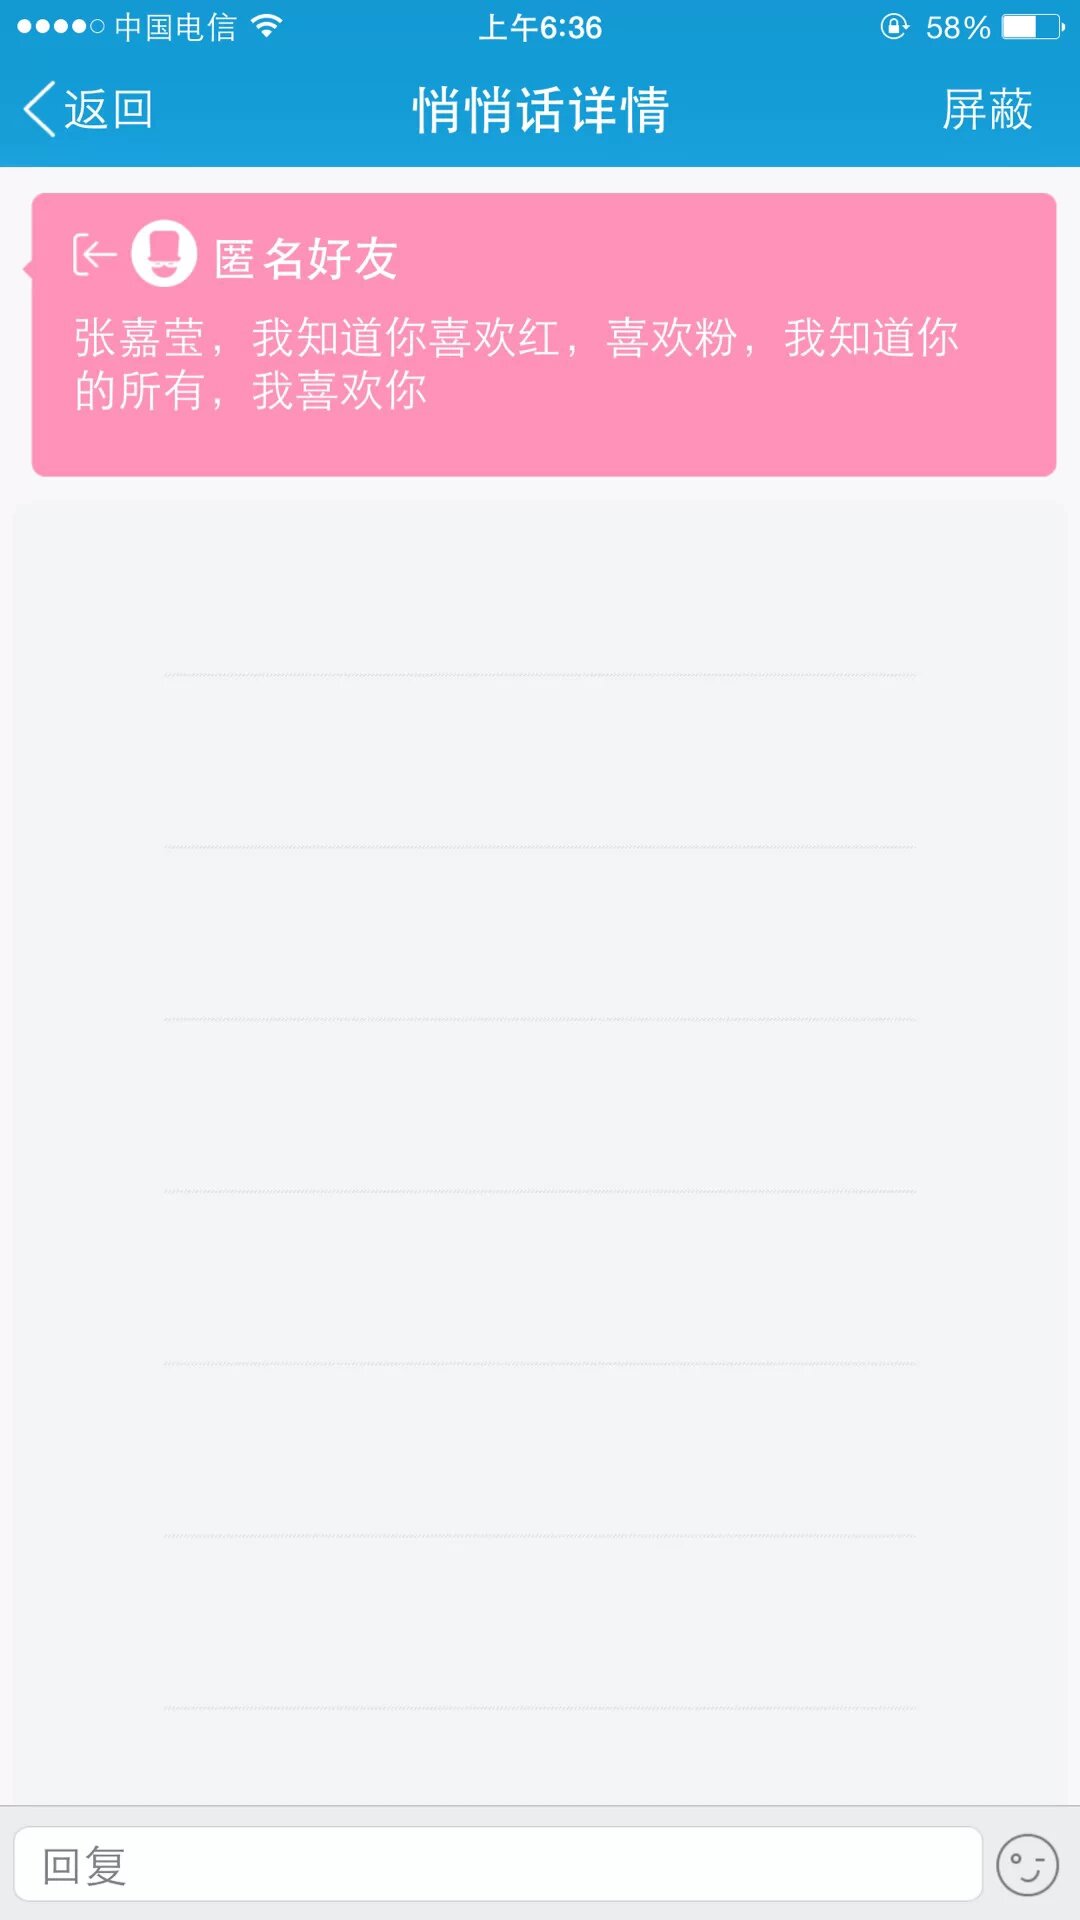 中国电信 上午6:36 58%
返回 悄悄话详情 屏蔽
匿名好友
张嘉莹，我知道你喜欢红，喜欢粉，我知道你
的所有，我喜欢你
回复